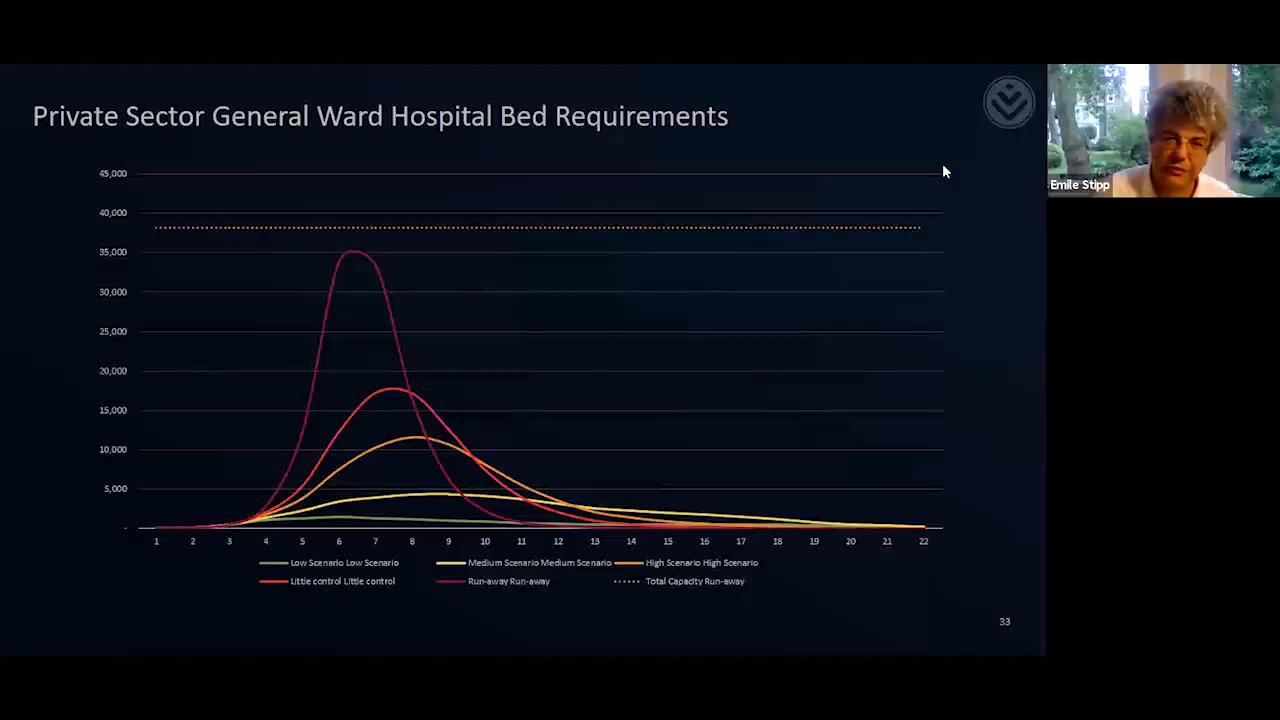 Private Sector General Ward Hospital Bed Requirements
Emile Stipp
45,000
40,000
35,000
30,000
25,000
20,000
15,000
10,000
5,000
-
1 2 3 4 5 6 7 8 9 10 11 12 13 14 15 16 17 18 19 20 21 22
Low Scenario Low Scenario Medium Scenario Medium Scenario High Scenario High Scenario
Little control Little control Run-away Run-away Total Capacity Run-away
33